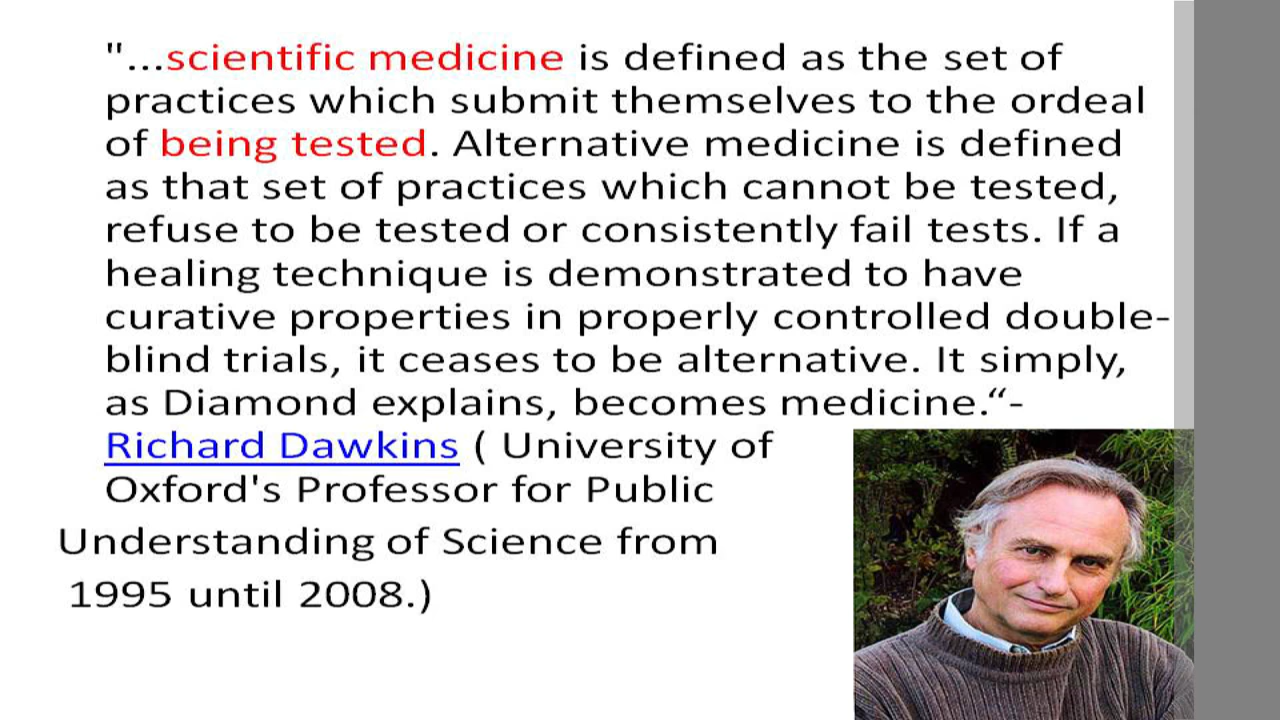 "...scientific medicine is defined as the set of
practices which submit themselves to the ordeal
of being tested. Alternative medicine is defined
as that set of practices which cannot be tested,
refuse to be tested or consistently fail tests. If a
healing technique is demonstrated to have
curative properties in properly controlled double-
blind trials, it ceases to be alternative. It simply,
as Diamond explains, becomes medicine.“-
Richard Dawkins ( University of
Oxford's Professor for Public
Understanding of Science from
1995 until 2008.)